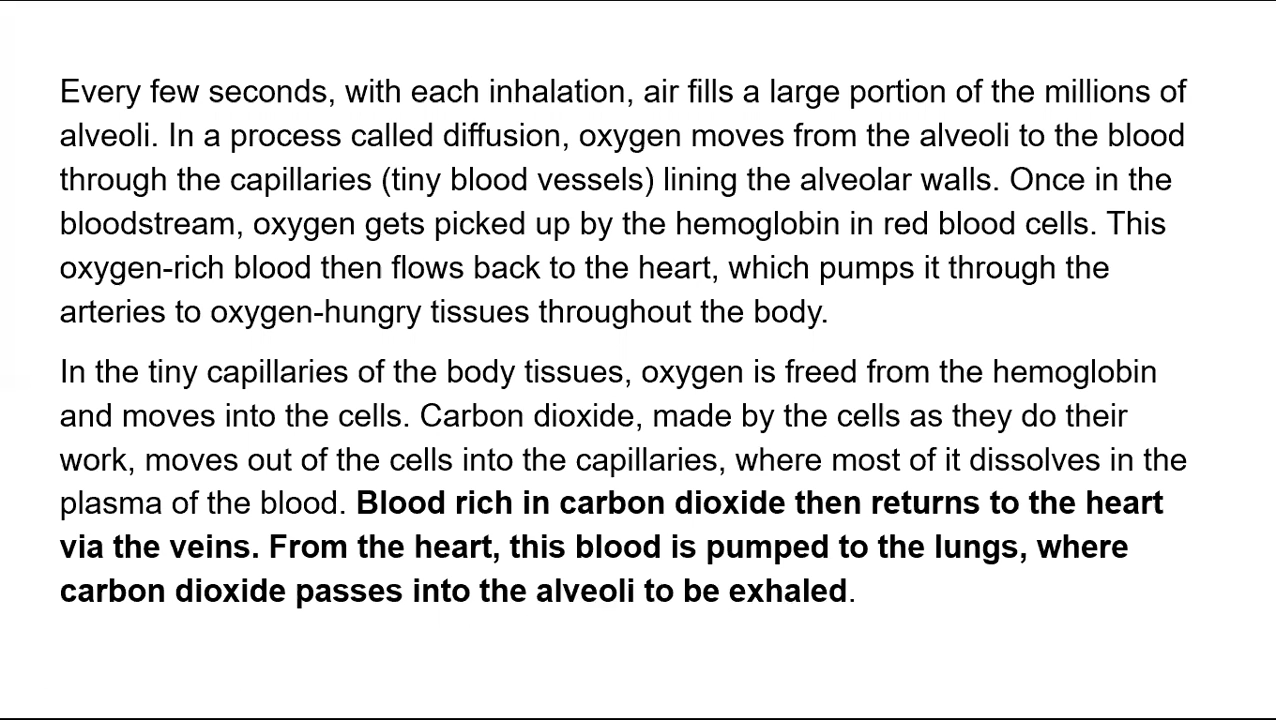 Every few seconds, with each inhalation, air fills a large portion of the millions of
alveoli. In a process called diffusion, oxygen moves from the alveoli to the blood
through the capillaries (tiny blood vessels) lining the alveolar walls. Once in the
bloodstream, oxygen gets picked up by the hemoglobin in red blood cells. This
oxygen-rich blood then flows back to the heart, which pumps it through the
arteries to oxygen-hungry tissues throughout the body.
In the tiny capillaries of the body tissues, oxygen is freed from the hemoglobin
and moves into the cells. Carbon dioxide, made by the cells as they do their
work, moves out of the cells into the capillaries, where most of it dissolves in the
plasma of the blood. Blood rich in carbon dioxide then returns to the heart
via the veins. From the heart, this blood is pumped to the lungs, where
carbon dioxide passes into the alveoli to be exhaled.